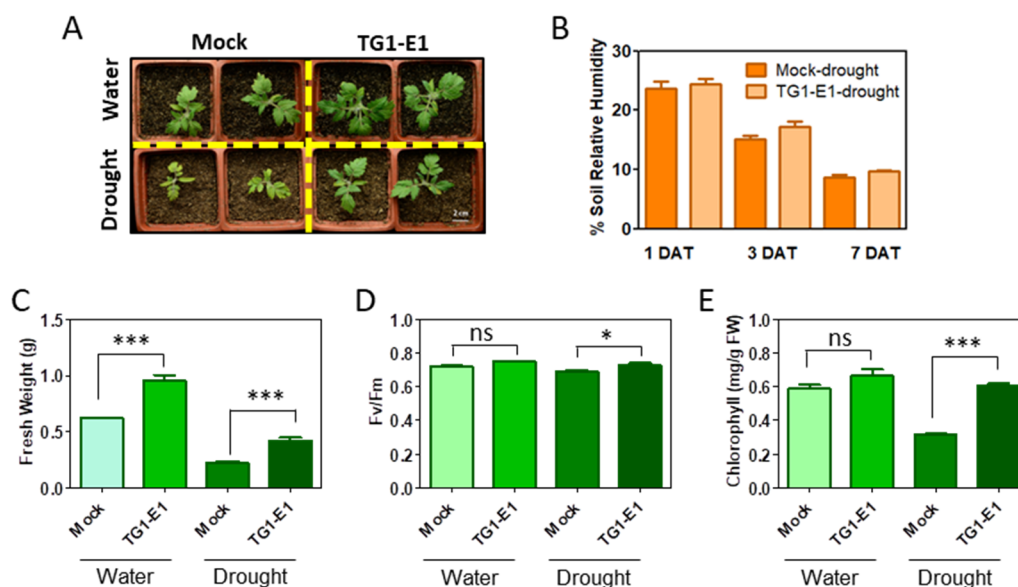 A
Mock
TG1-E1
Water
Drought
2 cm
B
% Soil Relative Humidity
30
20
10
0
Mock-drought
TG1-E1-drought
1 DAT
3 DAT
7 DAT
C
Fresh Weight (g)
1.5
1.0
0.5
0.0
***
***
Mock
TG1-E1
Mock
TG1-E1
Water
Drought
D
Fv/Fm
1.0
0.8
0.6
0.4
0.2
0.0
ns
*
Mock
TG1-E1
Mock
TG1-E1
Water
Drought
E
Chlorophyll (mg/g FW)
1.0
0.8
0.6
0.4
0.2
0.0
ns
***
Mock
TG1-E1
Mock
TG1-E1
Water
Drought